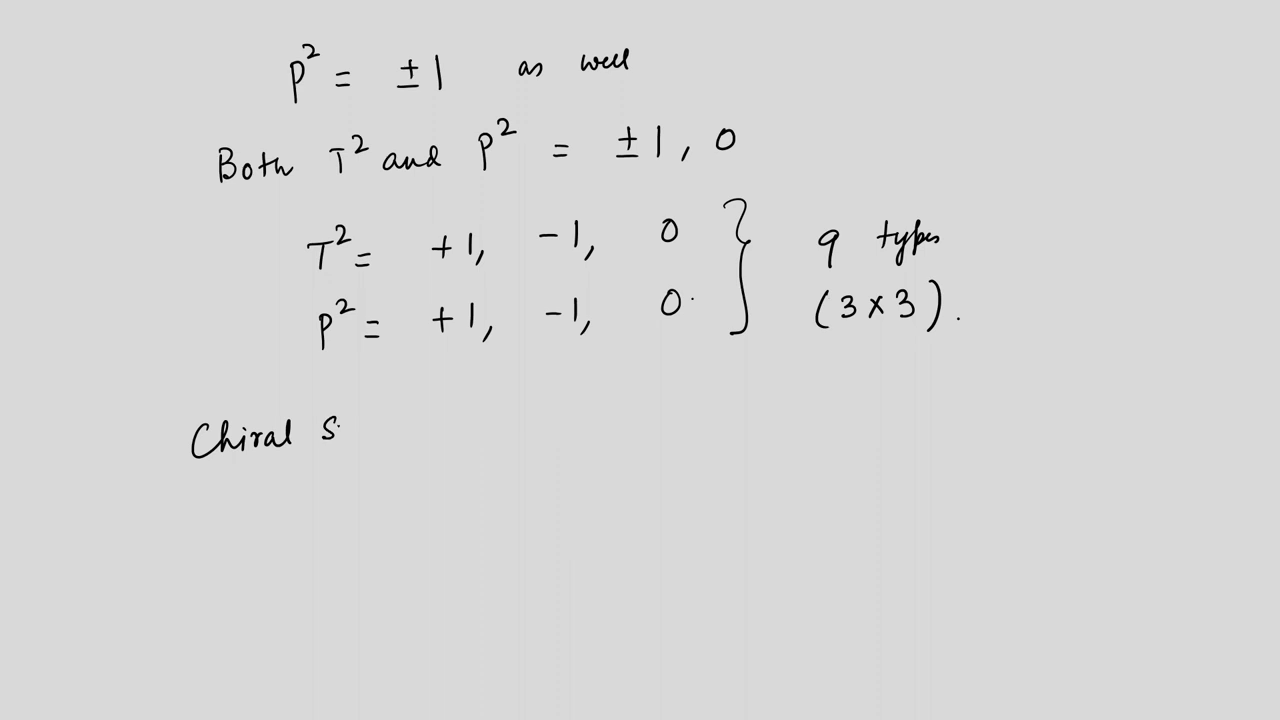 P² = ± 1 as well
Both T² and P² = ± 1, 0
T² = +1, -1, 0 } 9 types
P² = +1, -1, 0. (3 × 3).
Chiral S